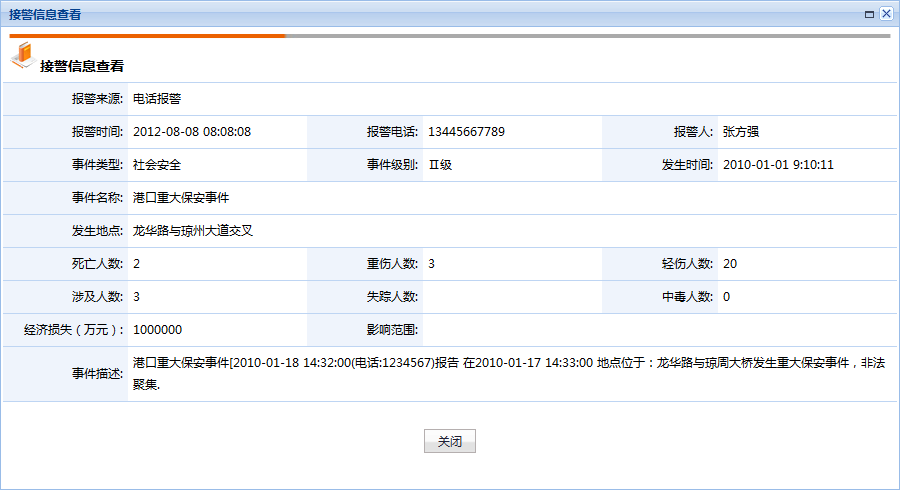 接警信息查看
接警信息查看
报警来源: 电话报警
报警时间: 2012-08-08 08:08:08 报警电话: 13445667789 报警人: 张方强
事件类型: 社会安全 事件级别: Ⅱ级 发生时间: 2010-01-01 9:10:11
事件名称: 港口重大保安事件
发生地点: 龙华路与琼州大道交叉
死亡人数: 2 重伤人数: 3 轻伤人数: 20
涉及人数: 3 失踪人数: 中毒人数: 0
经济损失（万元）: 1000000 影响范围:
事件描述: 港口重大保安事件[2010-01-18 14:32:00(电话:1234567)报告 在2010-01-17 14:33:00 地点位于：龙华路与琼周大桥发生重大保安事件，非法
聚集.
关闭